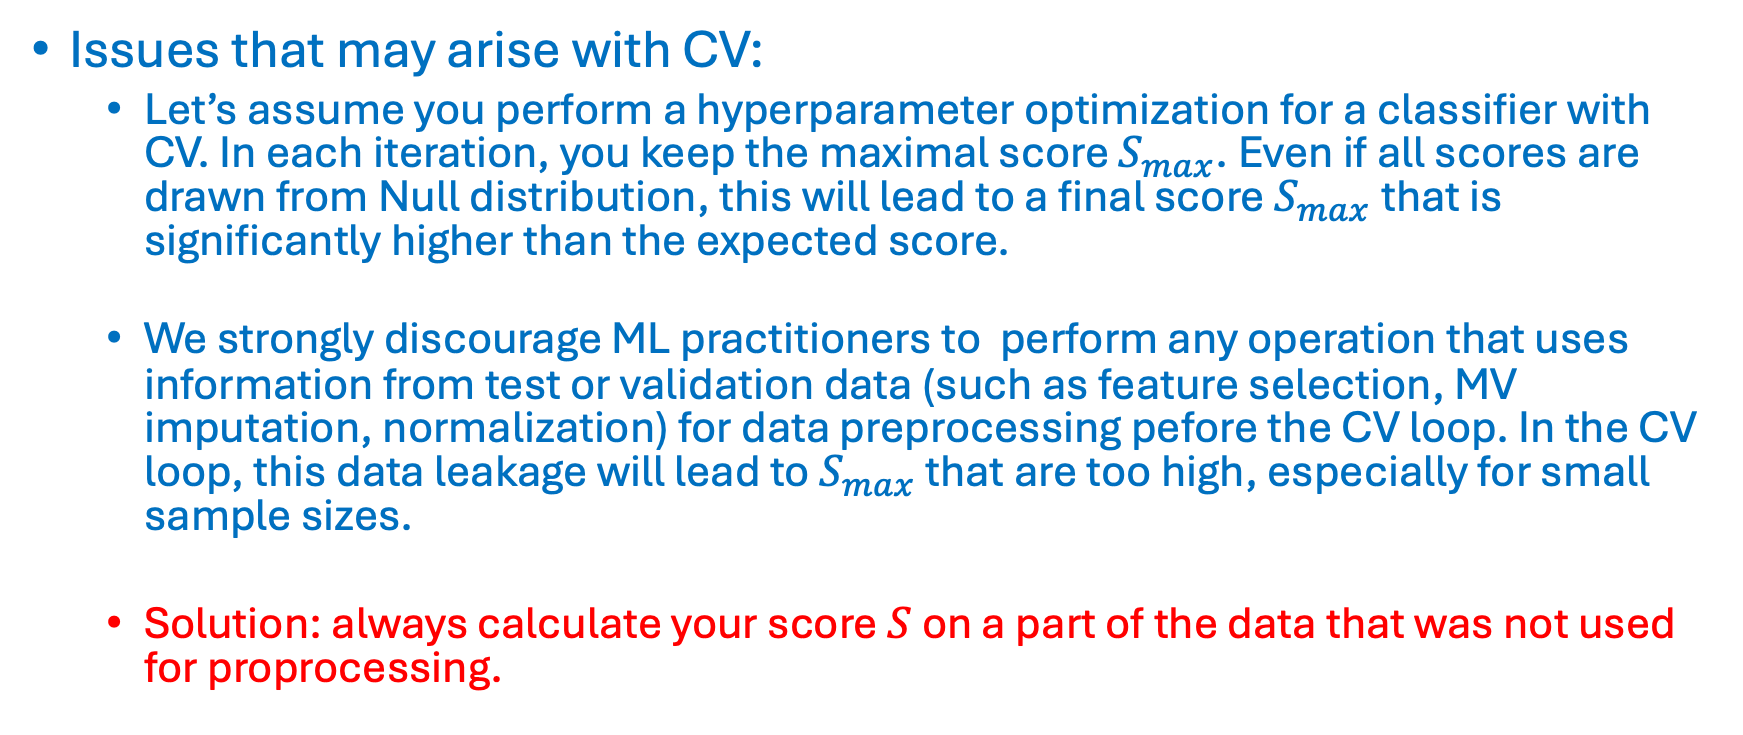 • Issues that may arise with CV:
• Let’s assume you perform a hyperparameter optimization for a classifier with
CV. In each iteration, you keep the maximal score S_max. Even if all scores are
drawn from Null distribution, this will lead to a final score S_max that is
significantly higher than the expected score.
• We strongly discourage ML practitioners to  perform any operation that uses
information from test or validation data (such as feature selection, MV
imputation, normalization) for data preprocessing pefore the CV loop. In the CV
loop, this data leakage will lead to S_max that are too high, especially for small
sample sizes.
• Solution: always calculate your score S on a part of the data that was not used
for proprocessing.